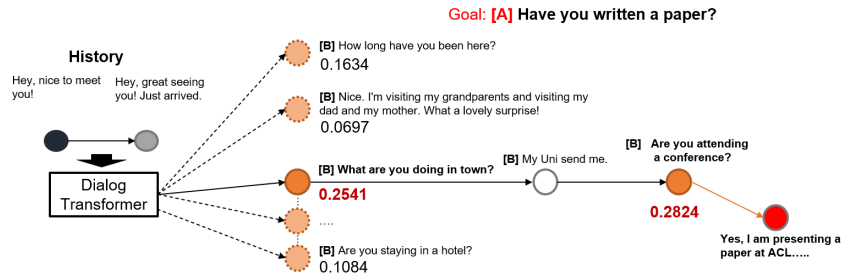 Goal: [A] Have you written a paper?
History
Hey, nice to meet
you!
Hey, great seeing
you! Just arrived.
Dialog
Transformer
[B] How long have you been here?
0.1634
[B] Nice. I'm visiting my grandparents and visiting my
dad and my mother. What a lovely surprise!
0.0697
[B] What are you doing in town?
0.2541
[B] My Uni send me.
[B] Are you attending
a conference?
0.2824
Yes, I am presenting a
paper at ACL…..
....
[B] Are you staying in a hotel?
0.1084